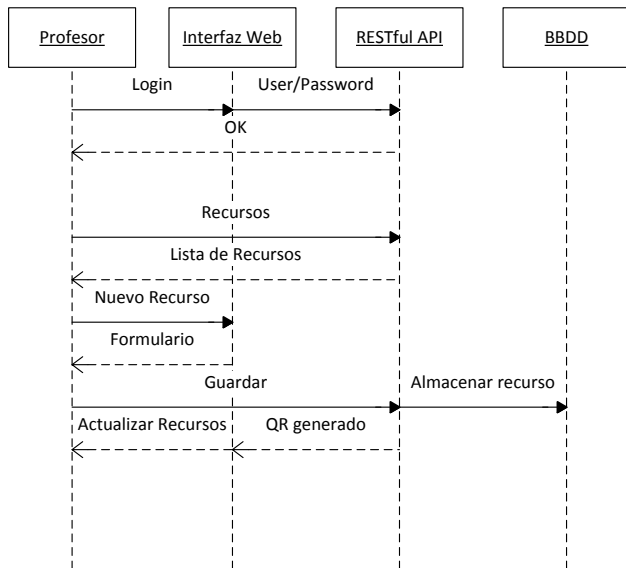 Profesor
Interfaz Web
RESTful API
BBDD
Login
User/Password
OK
Recursos
Lista de Recursos
Nuevo Recurso
Formulario
Guardar
Almacenar recurso
Actualizar Recursos
QR generado